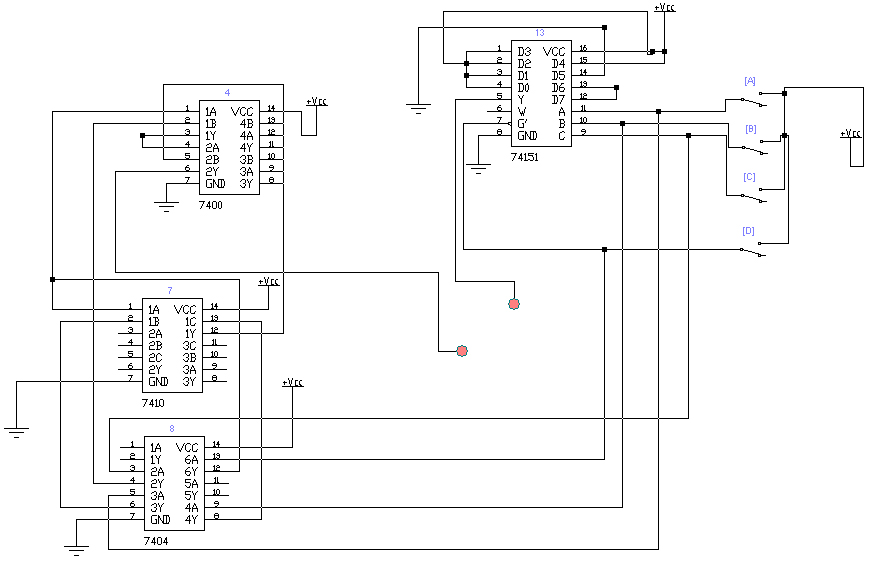 +Vcc
13
1 D3 VCC 16
2 D2 D4 15
3 D1 D5 14
4 D0 D6 13
5 Y D7 12
6 W A 11
7 G' B 10
8 GND C 9
74151
[A]
[B]
+Vcc
[C]
[D]
4
+Vcc
1 1A VCC 14
2 1B 4B 13
3 1Y 4A 12
4 2A 4Y 11
5 2B 3B 10
6 2Y 3A 9
7 GND 3Y 8
7400
7
+Vcc
1 1A VCC 14
2 1B 1C 13
3 2A 1Y 12
4 2B 3C 11
5 2C 3B 10
6 2Y 3A 9
7 GND 3Y 8
7410
+Vcc
8
1 1A VCC 14
2 1Y 6A 13
3 2A 6Y 12
4 2Y 5A 11
5 3A 5Y 10
6 3Y 4A 9
7 GND 4Y 8
7404